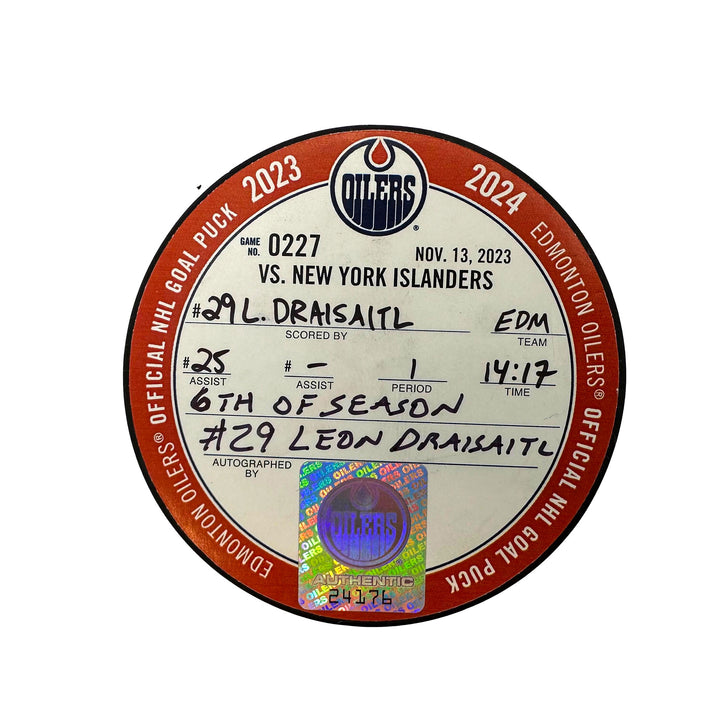 EDMONTON OILERS® OFFICIAL NHL GOAL PUCK 2023
2024 EDMONTON OILERS® OFFICIAL NHL GOAL PUCK
OILERS®
GAME NO. 0227
NOV. 13, 2023
VS. NEW YORK ISLANDERS
#29 L. DRAISAITL EDM
SCORED BY TEAM
#25 # - 1 14:17
ASSIST ASSIST PERIOD TIME
6TH OF SEASON
#29 LEON DRAISAITL
AUTOGRAPHED BY
OILERS
AUTHENTIC
24176